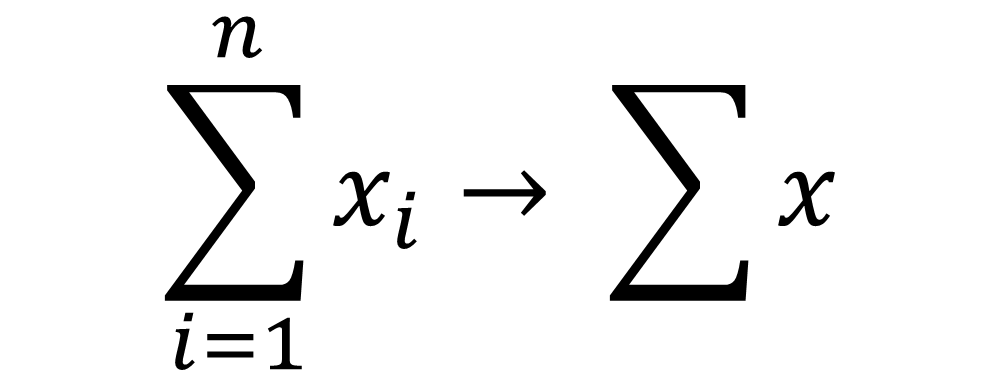 n
∑ xᵢ → ∑ x
i=1